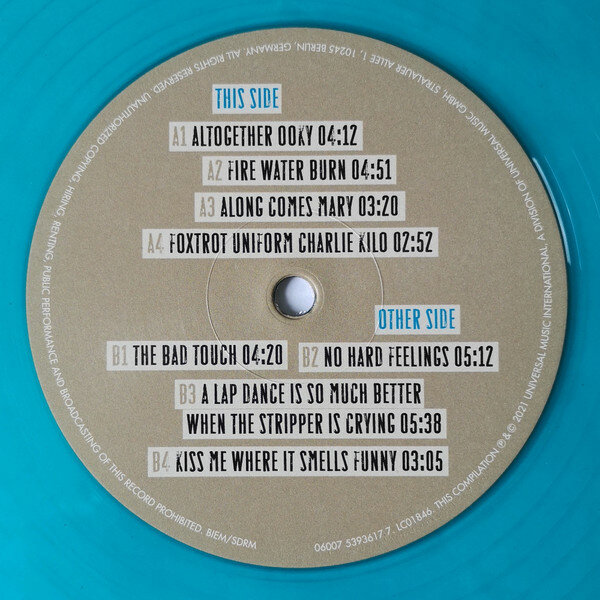 THIS SIDE
A1 ALTOGETHER OOKY 04:12
A2 FIRE WATER BURN 04:51
A3 ALONG COMES MARY 03:20
A4 FOXTROT UNIFORM CHARLIE KILO 02:52
OTHER SIDE
B1 THE BAD TOUCH 04:20 B2 NO HARD FEELINGS 05:12
B3 A LAP DANCE IS SO MUCH BETTER
WHEN THE STRIPPER IS CRYING 05:38
B4 KISS ME WHERE IT SMELLS FUNNY 03:05
06007 5393617 7. LC01846. THIS COMPILATION ℗ & © 2021 UNIVERSAL MUSIC INTERNATIONAL, A DIVISION OF UNIVERSAL MUSIC GMBH, STRALAUER ALLEE 1, 10245 BERLIN, GERMANY. ALL RIGHTS RESERVED. UNAUTHORIZED COPYING, HIRING, RENTING, PUBLIC PERFORMANCE AND BROADCASTING OF THIS RECORD PROHIBITED. BIEM/SDRM